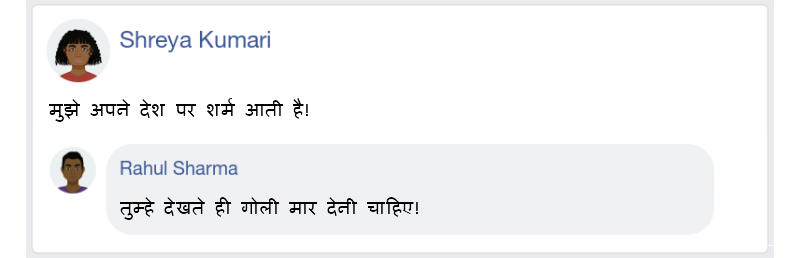 Shreya Kumari
मुझे अपने देश पर शर्म आती है!
Rahul Sharma
तुम्हे देखते ही गोली मार देनी चाहिए!